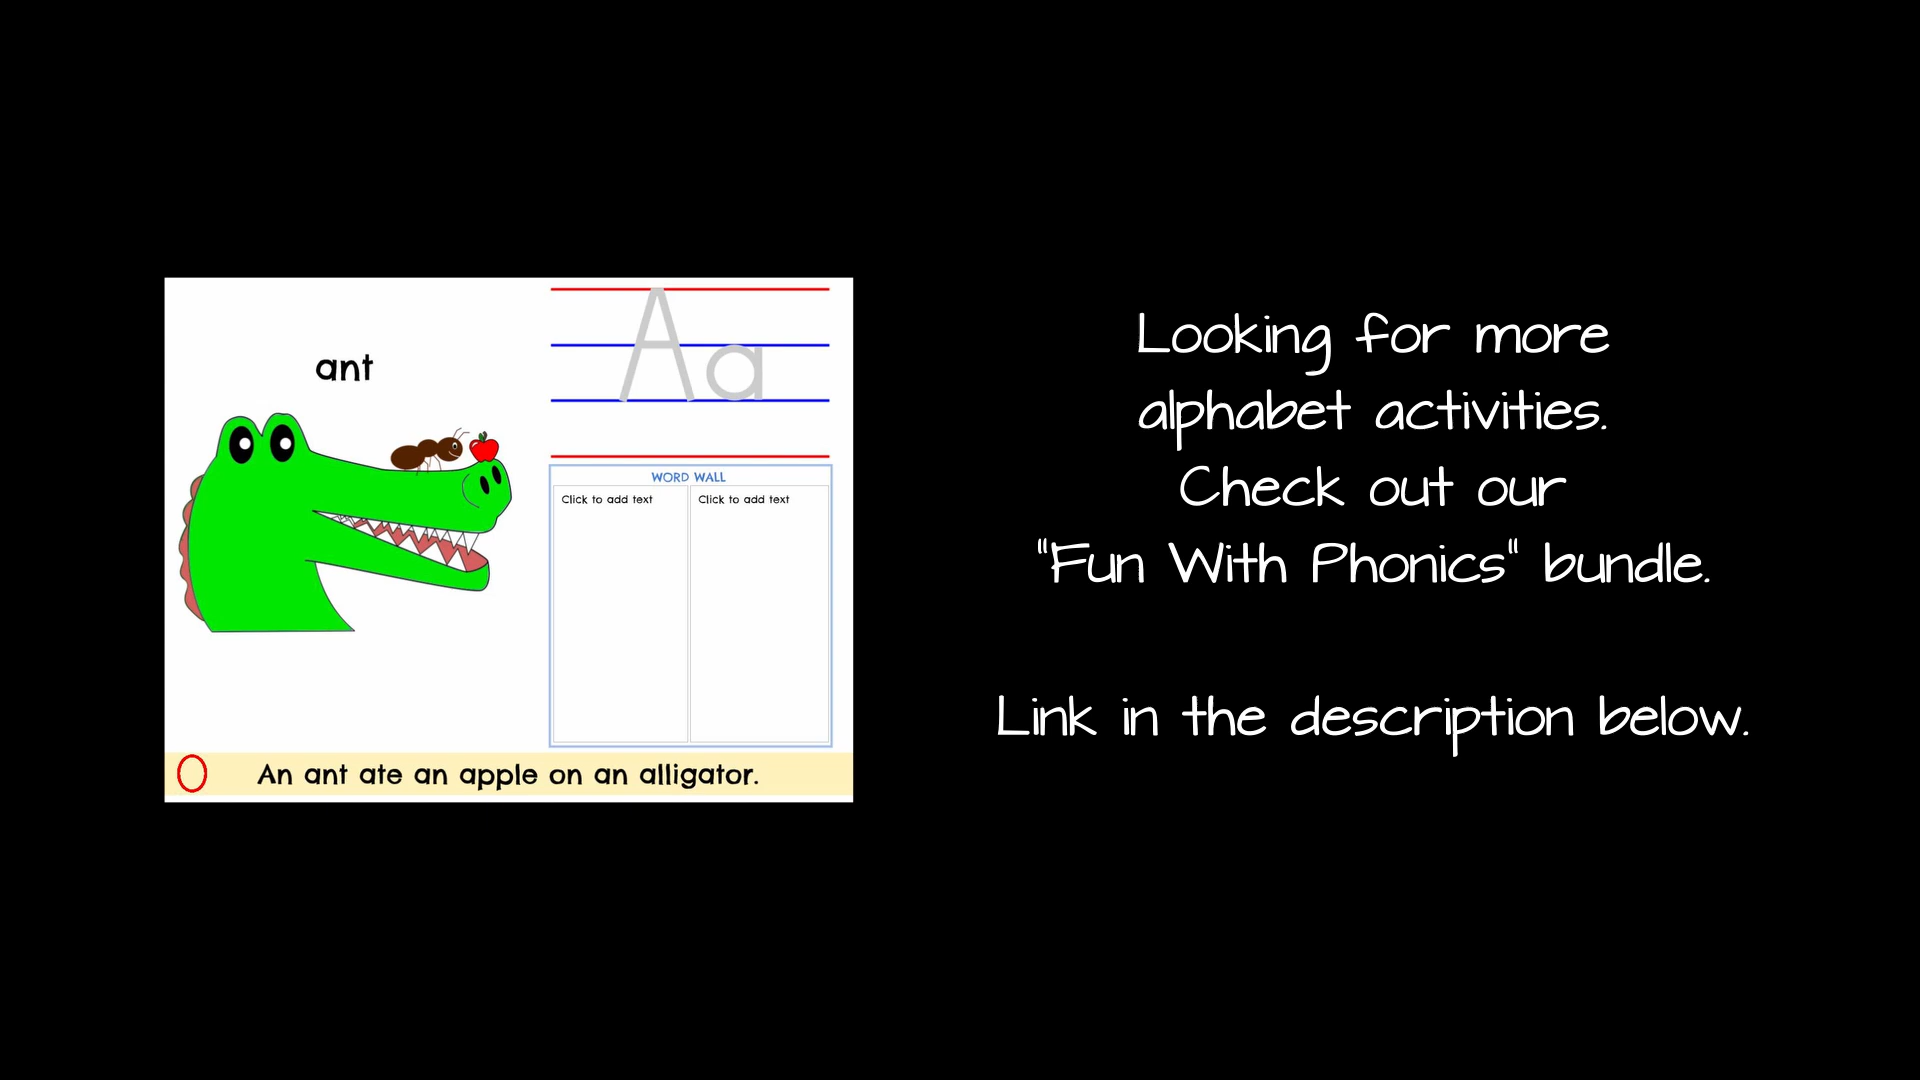 ant
Aa
WORD WALL
Click to add text
Click to add text
An ant ate an apple on an alligator.
Looking for more
alphabet activities.
Check out our
"Fun With Phonics" bundle.
Link in the description below.